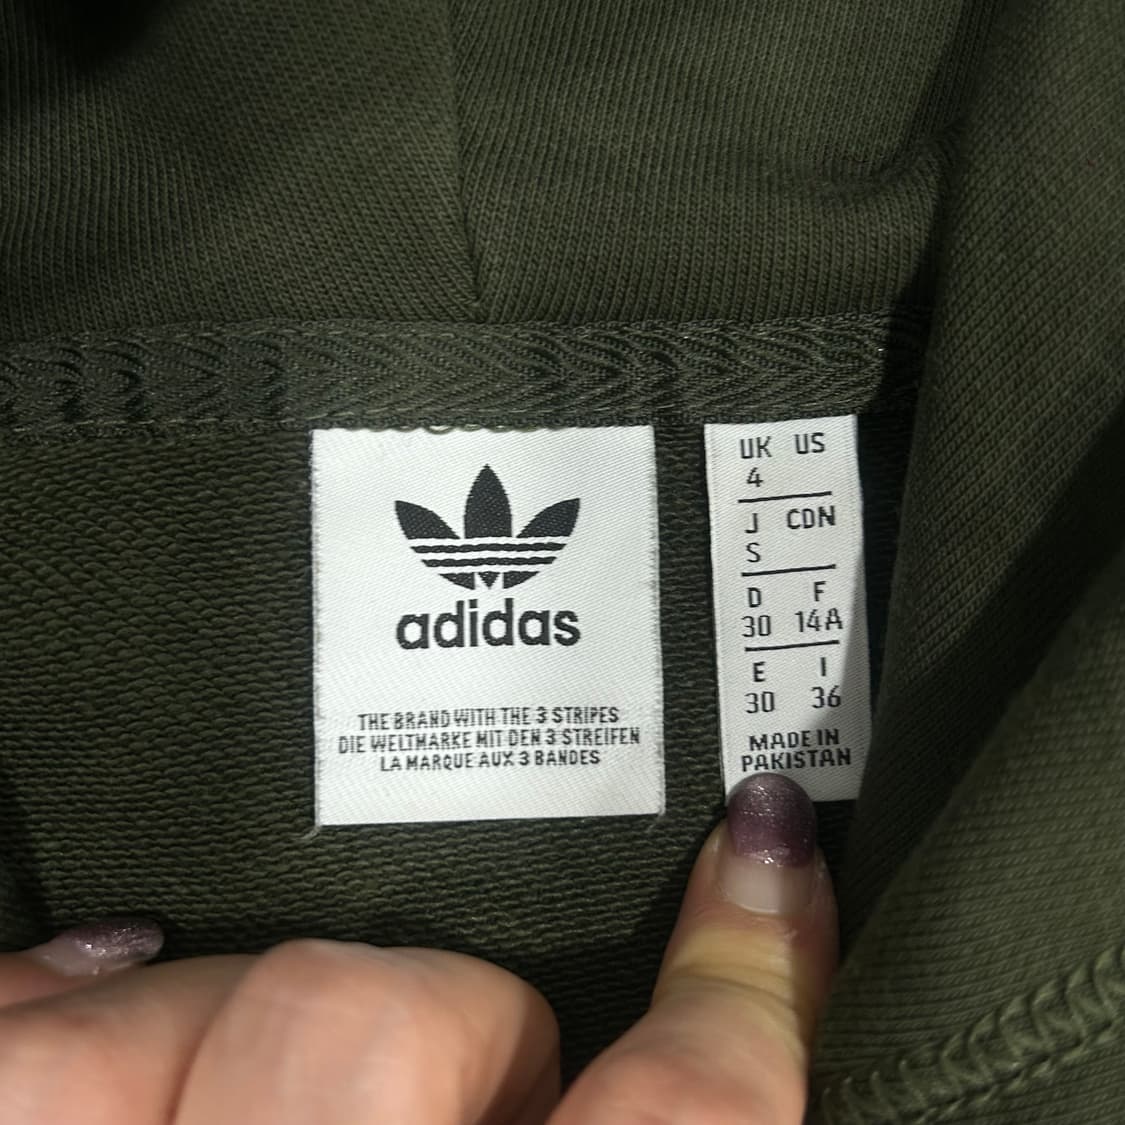 adidas
THE BRAND WITH THE 3 STRIPES
DIE WELTMARKE MIT DEN 3 STREIFEN
LA MARQUE AUX 3 BANDES
UK US
4
J CDN
S
D F
30 14A
E I
30 36
MADE IN
PAKISTAN